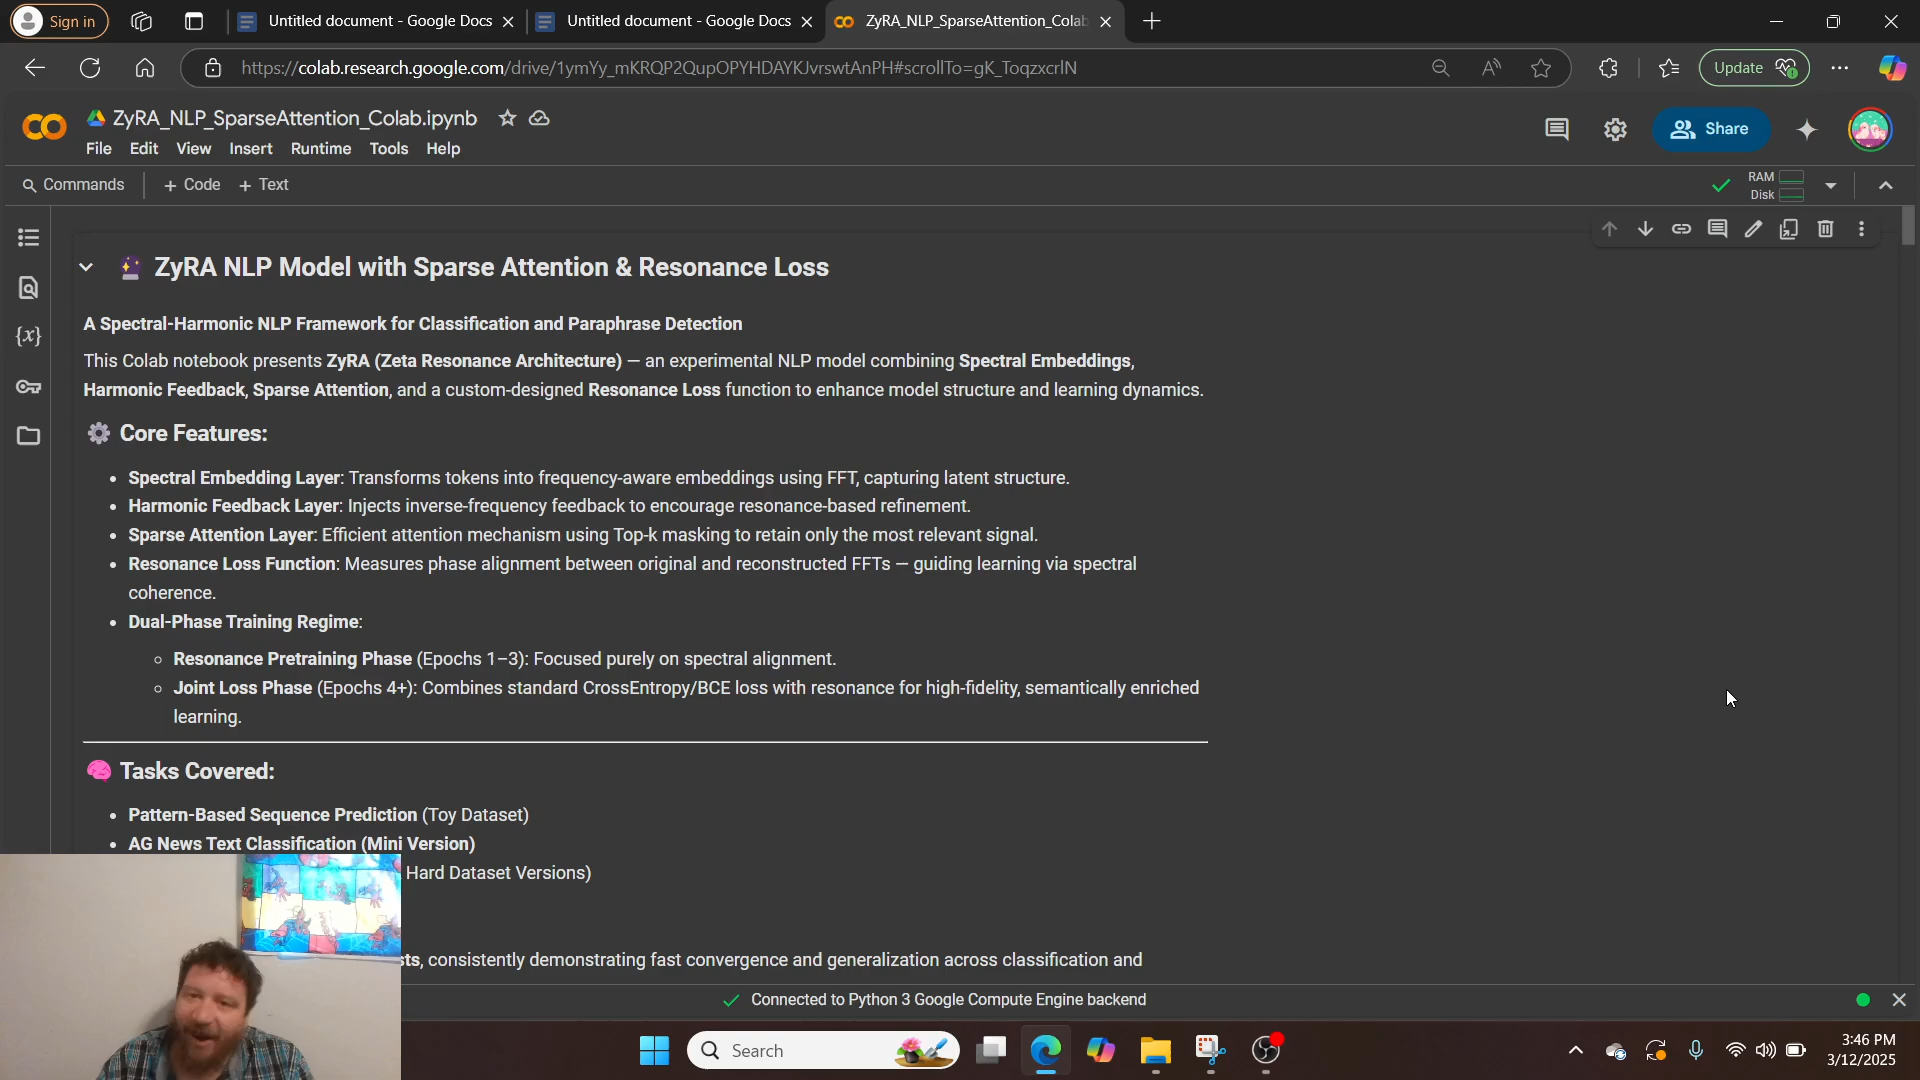 Sign in
Untitled document - Google Docs
Untitled document - Google Docs
ZyRA_NLP_SparseAttention_Colab
https://colab.research.google.com/drive/1ymYy_mKRQP2QupOPYHDAYKJvrswtAnPH#scrollTo=gK_ToqzxcrlN
Update
ZyRA_NLP_SparseAttention_Colab.ipynb
File Edit View Insert Runtime Tools Help
Share
Commands + Code + Text
RAM
Disk
ZyRA NLP Model with Sparse Attention & Resonance Loss
A Spectral-Harmonic NLP Framework for Classification and Paraphrase Detection
This Colab notebook presents ZyRA (Zeta Resonance Architecture) — an experimental NLP model combining Spectral Embeddings,
Harmonic Feedback, Sparse Attention, and a custom-designed Resonance Loss function to enhance model structure and learning dynamics.
Core Features:
• Spectral Embedding Layer: Transforms tokens into frequency-aware embeddings using FFT, capturing latent structure.
• Harmonic Feedback Layer: Injects inverse-frequency feedback to encourage resonance-based refinement.
• Sparse Attention Layer: Efficient attention mechanism using Top-k masking to retain only the most relevant signal.
• Resonance Loss Function: Measures phase alignment between original and reconstructed FFTs — guiding learning via spectral
coherence.
• Dual-Phase Training Regime:
◦ Resonance Pretraining Phase (Epochs 1–3): Focused purely on spectral alignment.
◦ Joint Loss Phase (Epochs 4+): Combines standard CrossEntropy/BCE loss with resonance for high-fidelity, semantically enriched
learning.
Tasks Covered:
• Pattern-Based Sequence Prediction (Toy Dataset)
• AG News Text Classification (Mini Version)
Hard Dataset Versions)
sts, consistently demonstrating fast convergence and generalization across classification and
Connected to Python 3 Google Compute Engine backend
Search
3:46 PM
3/12/2025